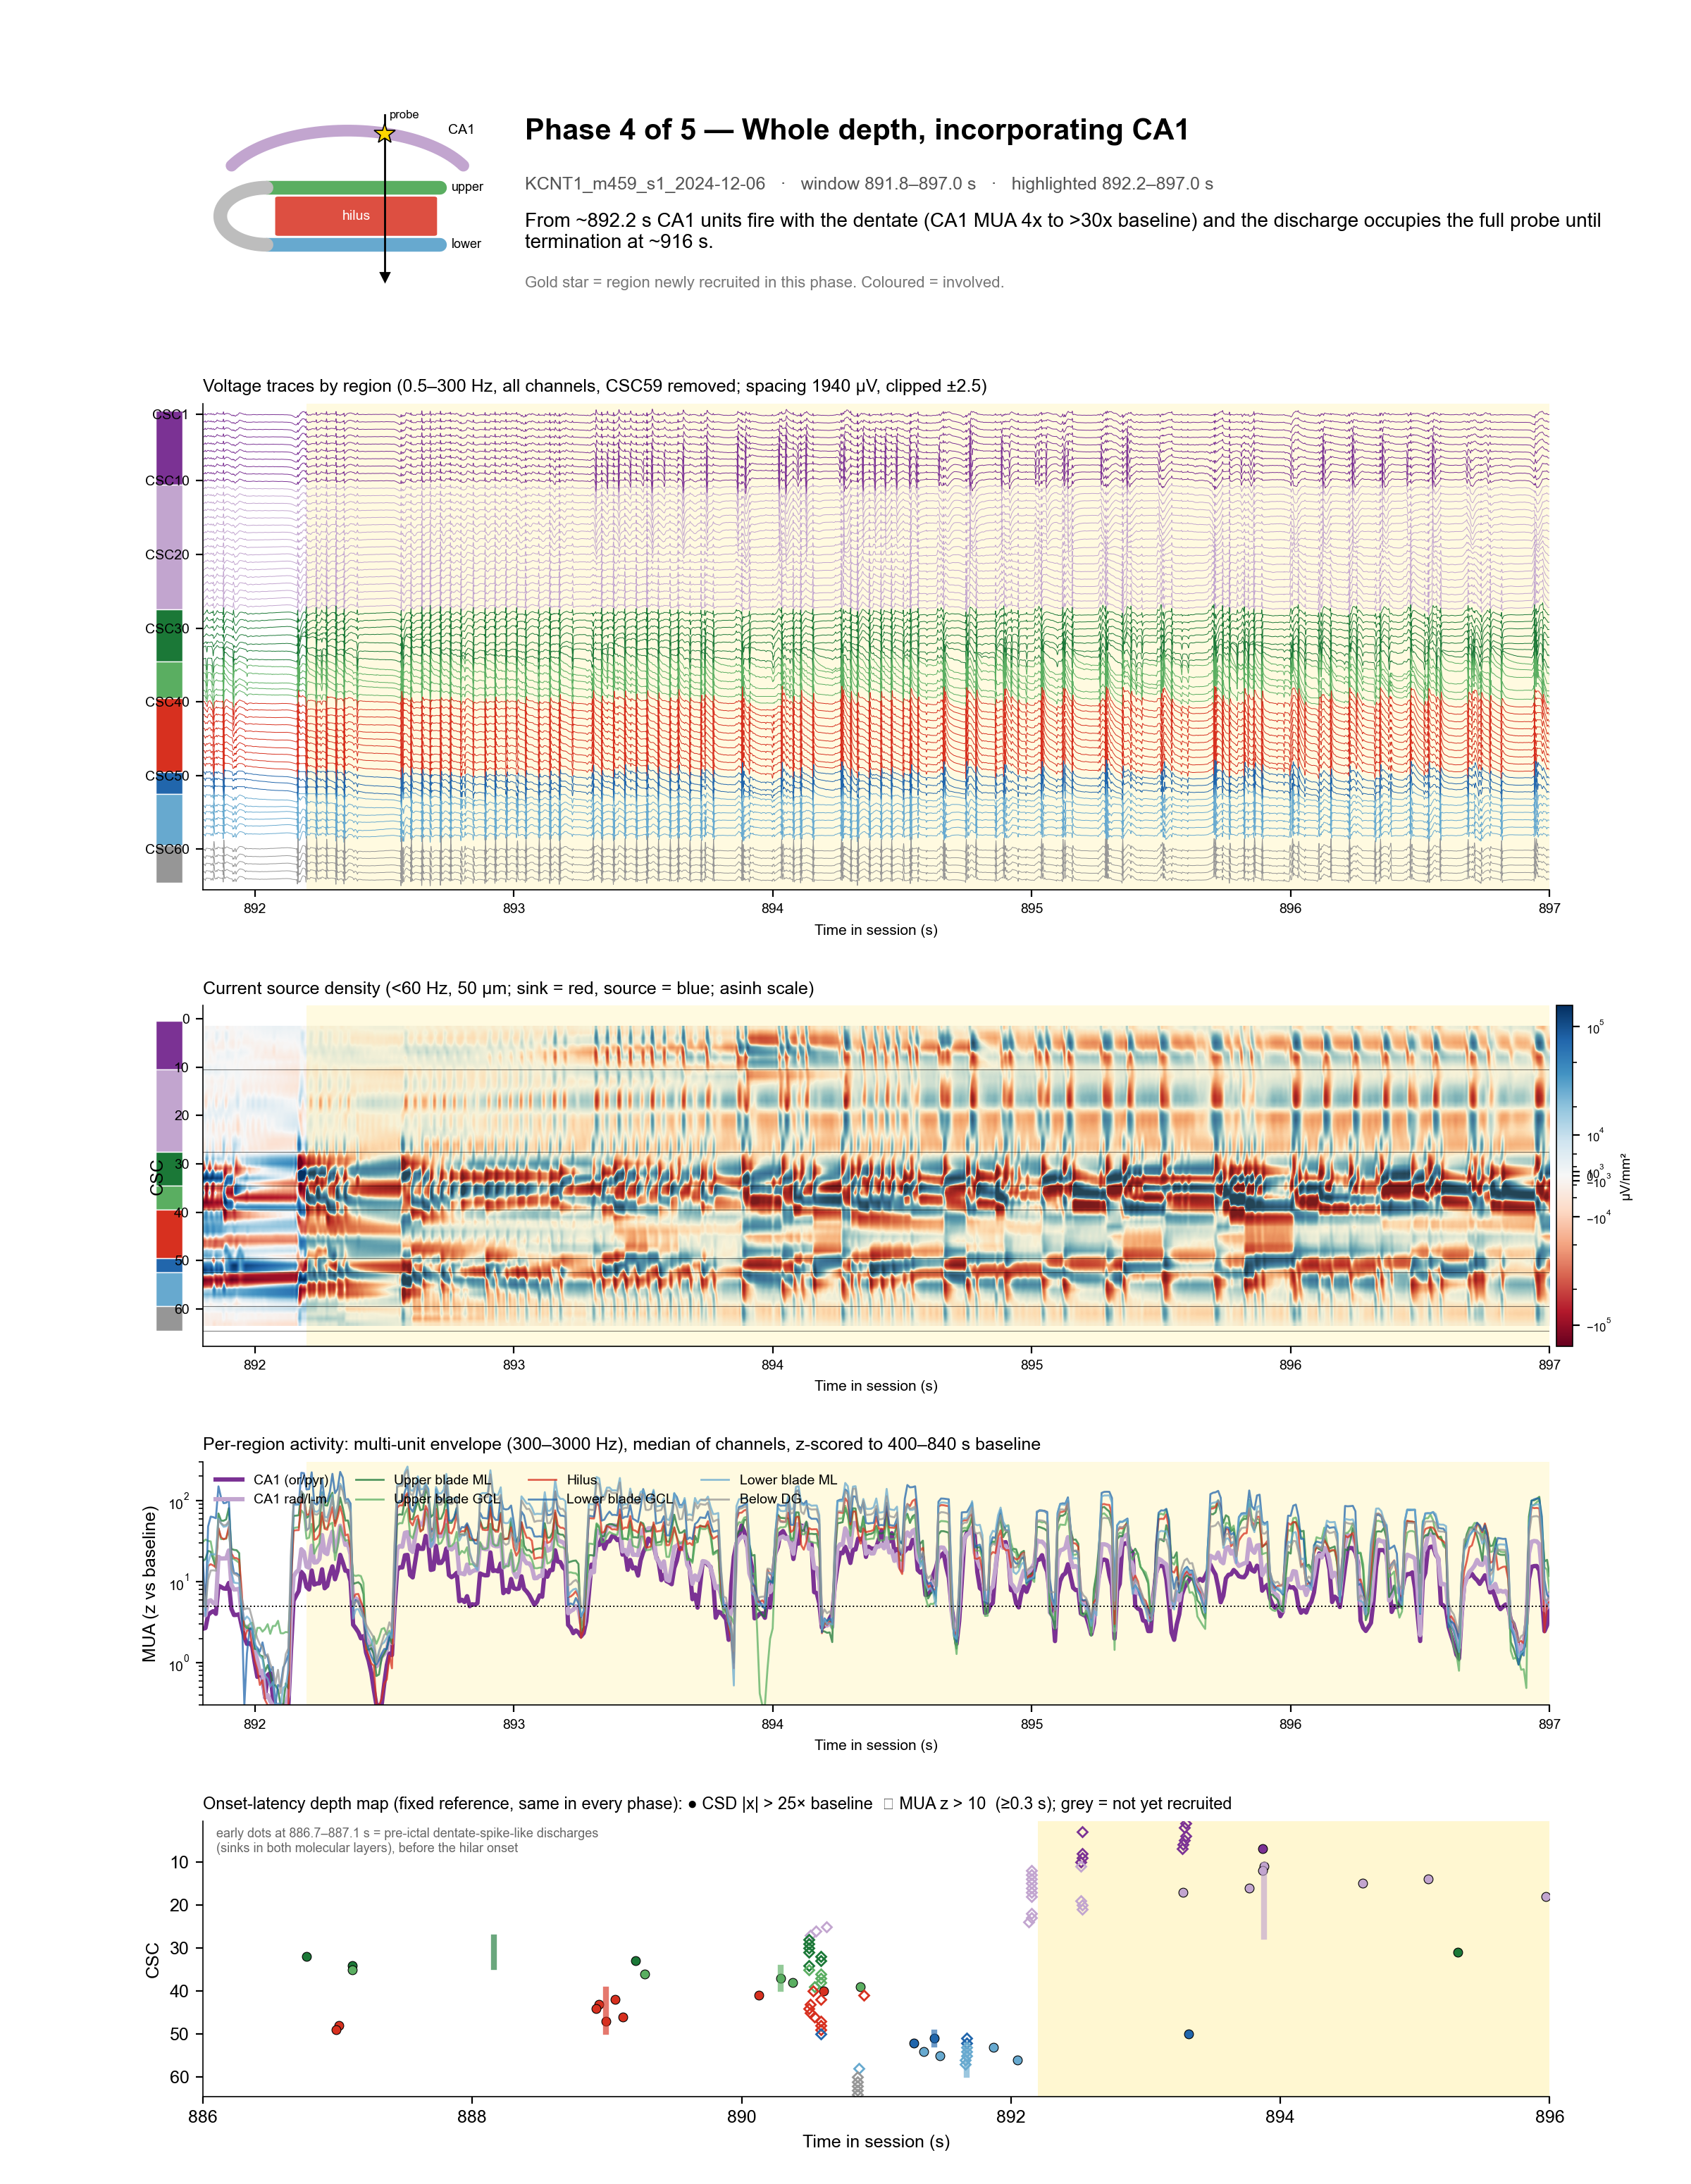 probe
CA1
upper
hilus
lower
Phase 4 of 5 — Whole depth, incorporating CA1
KCNT1_m459_s1_2024-12-06 · window 891.8–897.0 s · highlighted 892.2–897.0 s
From ~892.2 s CA1 units fire with the dentate (CA1 MUA 4x to >30x baseline) and the discharge occupies the full probe until
termination at ~916 s.
Gold star = region newly recruited in this phase. Coloured = involved.
Voltage traces by region (0.5–300 Hz, all channels, CSC59 removed; spacing 1940 µV, clipped ±2.5)
CSC1
CSC10
CSC20
CSC30
CSC40
CSC50
CSC60
892 893 894 895 896 897
Time in session (s)
Current source density (<60 Hz, 50 µm; sink = red, source = blue; asinh scale)
0
10
20
30
40
50
60
CSC
10⁵
10⁴
10³
−10³
−10⁴
−10⁵
µV/mm²
892 893 894 895 896 897
Time in session (s)
Per-region activity: multi-unit envelope (300–3000 Hz), median of channels, z-scored to 400–840 s baseline
CA1 (or/pyr) Upper blade ML Hilus Lower blade ML
CA1 rad/l-m Upper blade GCL Lower blade GCL Below DG
MUA (z vs baseline)
10²
10¹
10⁰
892 893 894 895 896 897
Time in session (s)
Onset-latency depth map (fixed reference, same in every phase): ● CSD |x| > 25× baseline □ MUA z > 10 (≥0.3 s); grey = not yet recruited
early dots at 886.7–887.1 s = pre-ictal dentate-spike-like discharges
(sinks in both molecular layers), before the hilar onset
CSC
10
20
30
40
50
60
886 888 890 892 894 896
Time in session (s)